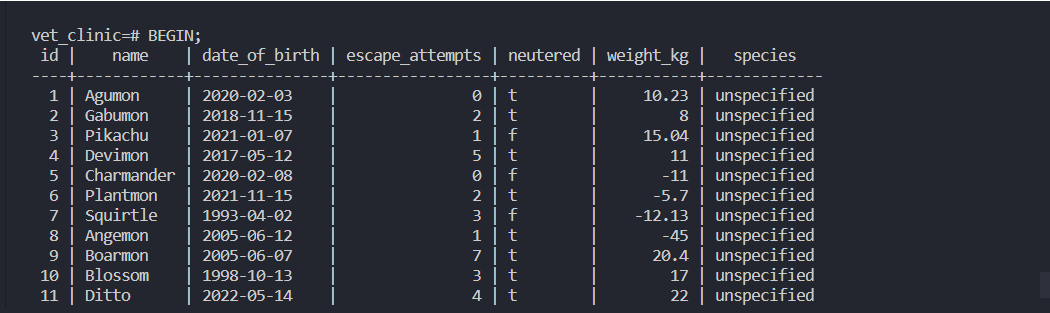 vet_clinic=# BEGIN;
 id |    name    | date_of_birth | escape_attempts | neutered | weight_kg |   species
----+------------+---------------+-----------------+----------+-----------+-------------
  1 | Agumon     | 2020-02-03    |               0 | t        |     10.23 | unspecified
  2 | Gabumon    | 2018-11-15    |               2 | t        |         8 | unspecified
  3 | Pikachu    | 2021-01-07    |               1 | f        |     15.04 | unspecified
  4 | Devimon    | 2017-05-12    |               5 | t        |        11 | unspecified
  5 | Charmander | 2020-02-08    |               0 | f        |       -11 | unspecified
  6 | Plantmon   | 2021-11-15    |               2 | t        |      -5.7 | unspecified
  7 | Squirtle   | 1993-04-02    |               3 | f        |    -12.13 | unspecified
  8 | Angemon    | 2005-06-12    |               1 | t        |       -45 | unspecified
  9 | Boarmon    | 2005-06-07    |               7 | t        |      20.4 | unspecified
 10 | Blossom    | 1998-10-13    |               3 | t        |        17 | unspecified
 11 | Ditto      | 2022-05-14    |               4 | t        |        22 | unspecified